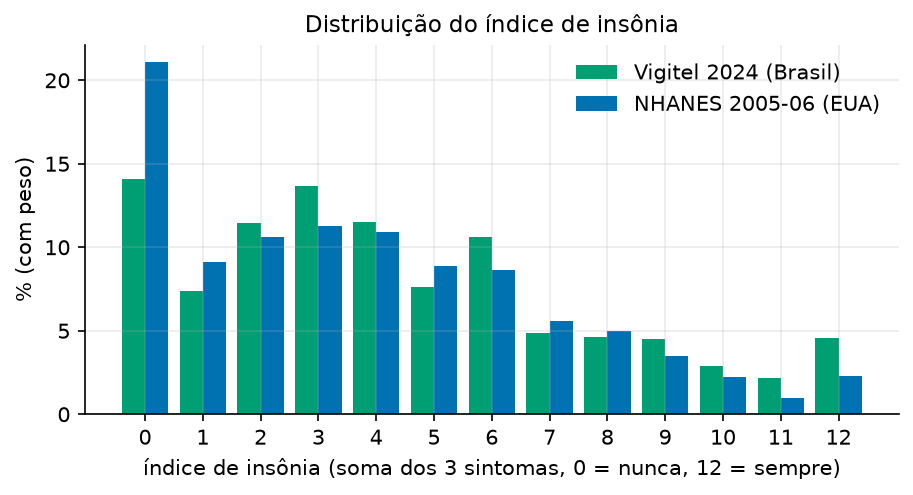 Distribuição do índice de insônia
Vigitel 2024 (Brasil)
NHANES 2005-06 (EUA)
% (com peso)
20
15
10
5
0
0 1 2 3 4 5 6 7 8 9 10 11 12
índice de insônia (soma dos 3 sintomas, 0 = nunca, 12 = sempre)